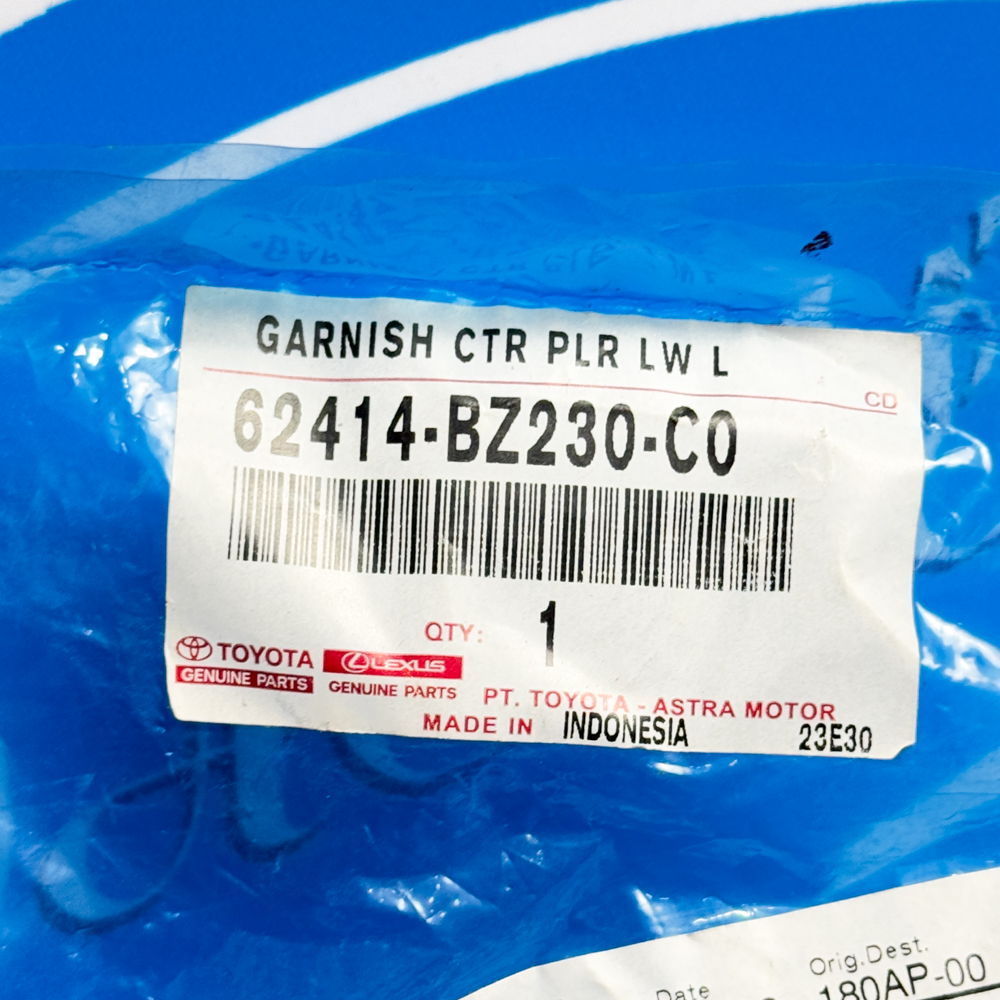 GARNISH CTR PLR LW L
CD
62414-BZ230-C0
QTY: 1
TOYOTA LEXUS
GENUINE PARTS GENUINE PARTS
PT. TOYOTA - ASTRA MOTOR
MADE IN INDONESIA 23E30
Orig.Dest.
Date 180AP-00